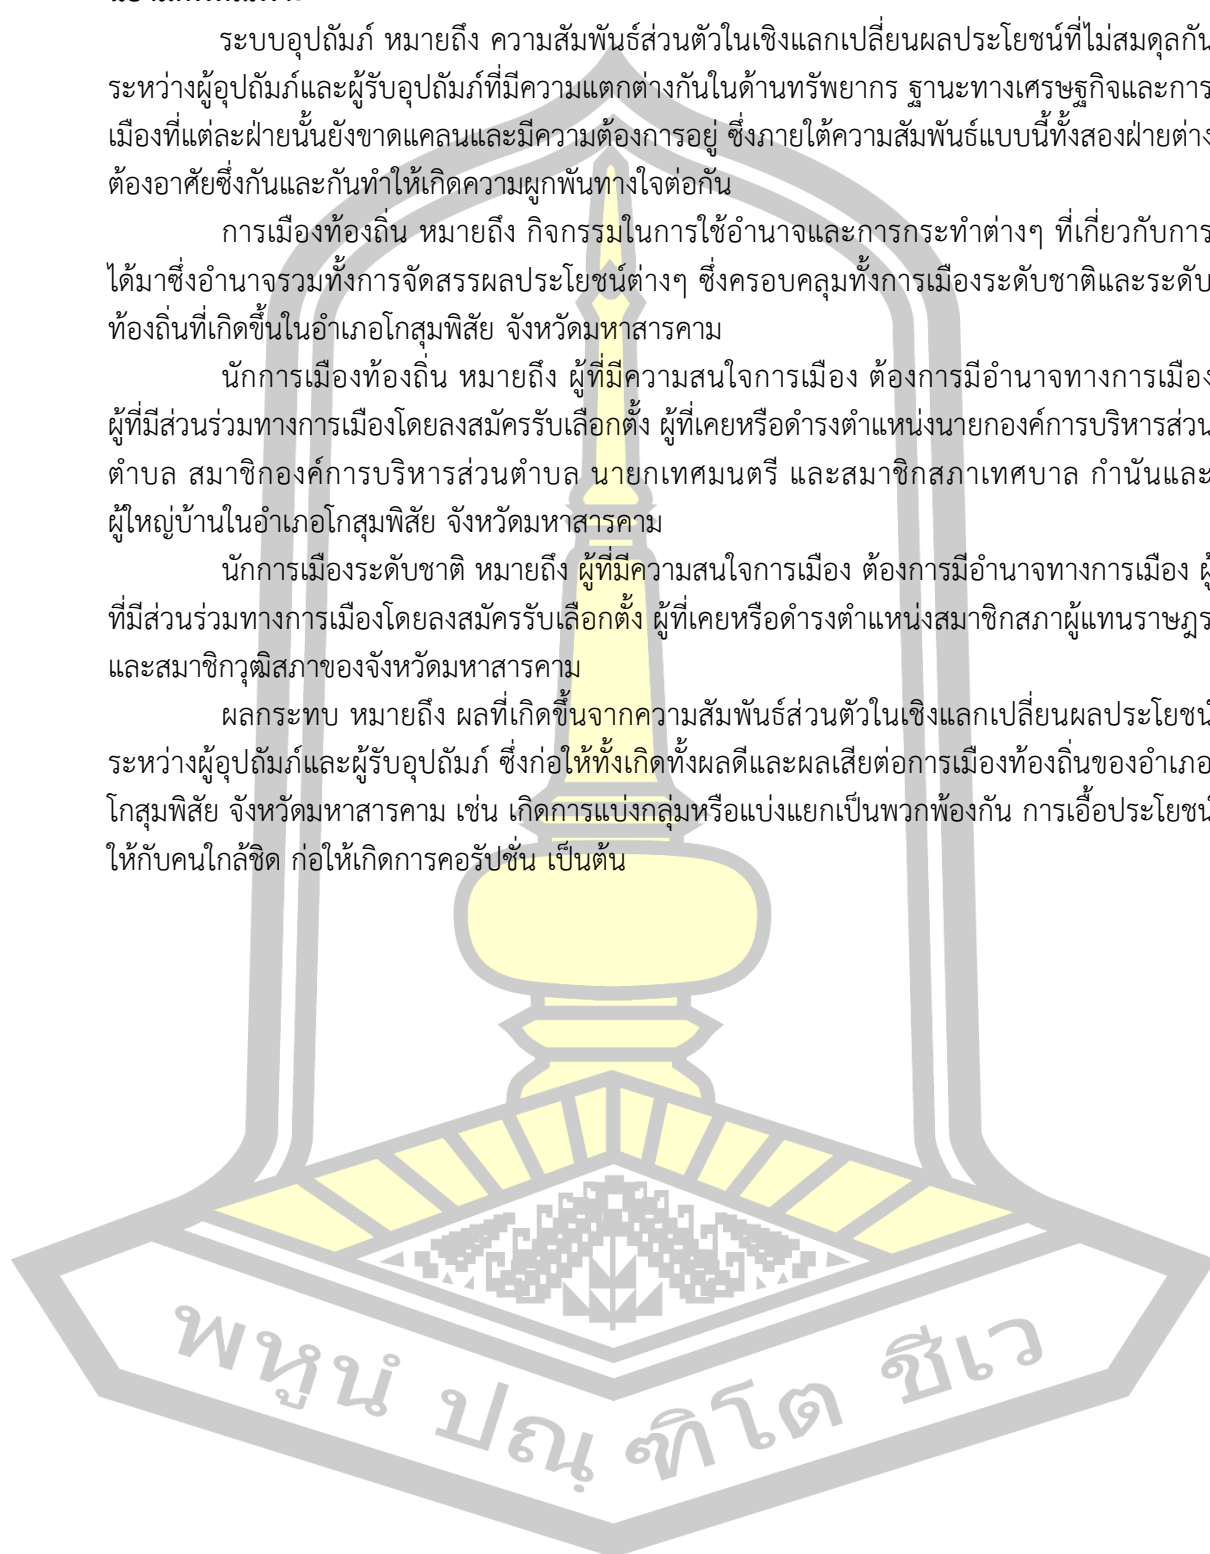 ระบบอุปถัมภ์ หมายถึง ความสัมพันธ์ส่วนตัวในเชิงแลกเปลี่ยนผลประโยชน์ที่ไม่สมดุลกัน
ระหว่างผู้อุปถัมภ์และผู้รับอุปถัมภ์ที่มีความแตกต่างกันในด้านทรัพยากร ฐานะทางเศรษฐกิจและการ
เมืองที่แต่ละฝ่ายนั้นยังขาดแคลนและมีความต้องการอยู่ ซึ่งภายใต้ความสัมพันธ์แบบนี้ทั้งสองฝ่ายต่าง
ต้องอาศัยซึ่งกันและกันทำให้เกิดความผูกพันทางใจต่อกัน
การเมืองท้องถิ่น หมายถึง กิจกรรมในการใช้อำนาจและการกระทำต่างๆ ที่เกี่ยวกับการ
ได้มาซึ่งอำนาจรวมทั้งการจัดสรรผลประโยชน์ต่างๆ ซึ่งครอบคลุมทั้งการเมืองระดับชาติและระดับ
ท้องถิ่นที่เกิดขึ้นในอำเภอโกสุมพิสัย จังหวัดมหาสารคาม
นักการเมืองท้องถิ่น หมายถึง ผู้ที่มีความสนใจการเมือง ต้องการมีอำนาจทางการเมือง
ผู้ที่มีส่วนร่วมทางการเมืองโดยลงสมัครรับเลือกตั้ง ผู้ที่เคยหรือดำรงตำแหน่งนายกองค์การบริหารส่วน
ตำบล สมาชิกองค์การบริหารส่วนตำบล นายกเทศมนตรี และสมาชิกสภาเทศบาล กำนันและ
ผู้ใหญ่บ้านในอำเภอโกสุมพิสัย จังหวัดมหาสารคาม
นักการเมืองระดับชาติ หมายถึง ผู้ที่มีความสนใจการเมือง ต้องการมีอำนาจทางการเมือง ผู้
ที่มีส่วนร่วมทางการเมืองโดยลงสมัครรับเลือกตั้ง ผู้ที่เคยหรือดำรงตำแหน่งสมาชิกสภาผู้แทนราษฎร
และสมาชิกวุฒิสภาของจังหวัดมหาสารคาม
ผลกระทบ หมายถึง ผลที่เกิดขึ้นจากความสัมพันธ์ส่วนตัวในเชิงแลกเปลี่ยนผลประโยชน์
ระหว่างผู้อุปถัมภ์และผู้รับอุปถัมภ์ ซึ่งก่อให้ทั้งเกิดทั้งผลดีและผลเสียต่อการเมืองท้องถิ่นของอำเภอ
โกสุมพิสัย จังหวัดมหาสารคาม เช่น เกิดการแบ่งกลุ่มหรือแบ่งแยกเป็นพวกพ้องกัน การเอื้อประโยชน์
ให้กับคนใกล้ชิด ก่อให้เกิดการคอรัปชั่น เป็นต้น
พหูนํ ปณฺฑิโต ชีเว